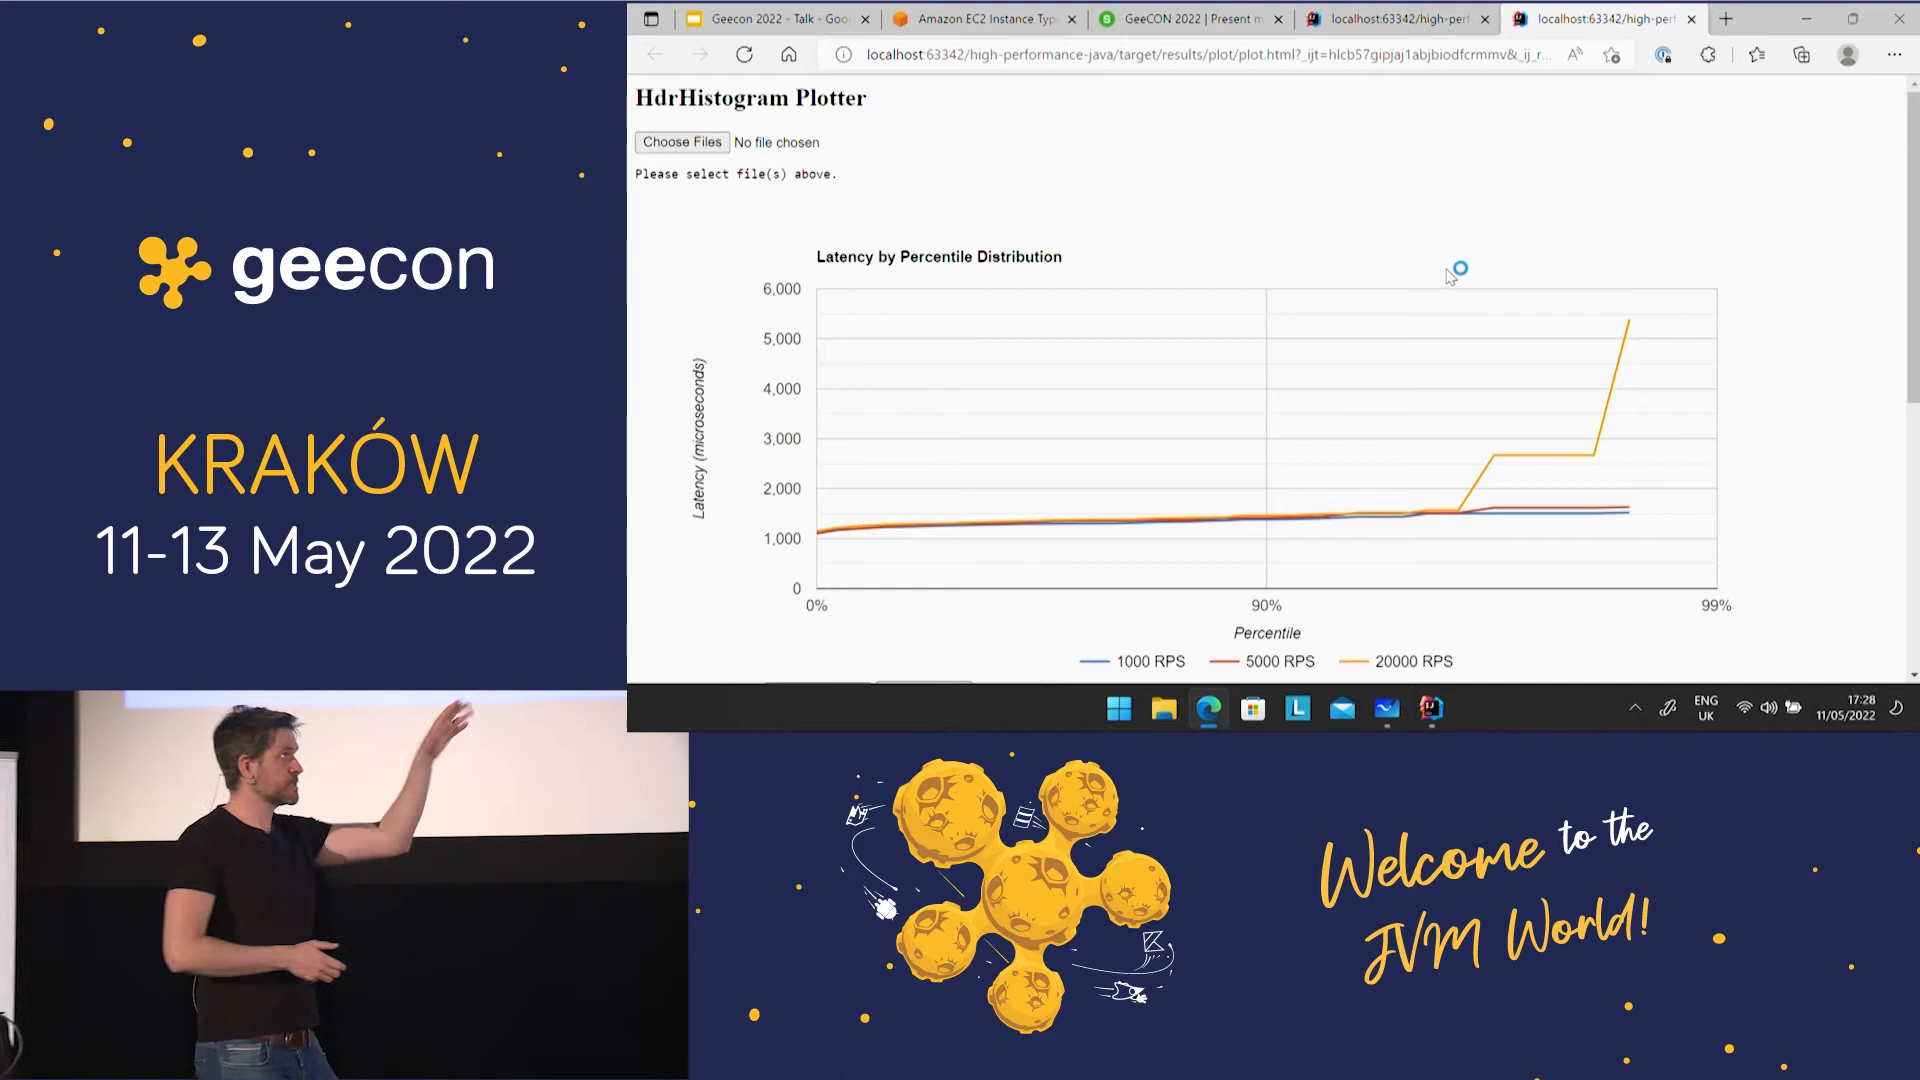 geecon
KRAKÓW
11-13 May 2022
Geecon 2022 - Talk - Goo
Amazon EC2 Instance Typ
GeeCON 2022 | Present m
localhost:63342/high-perf
localhost:63342/high-perf
localhost:63342/high-performance-java/target/results/plot/plot.html?_ijt=hlcb57gipjaj1abjbiodfcrmmv&_ij_r...
HdrHistogram Plotter
Choose Files No file chosen
Please select file(s) above.
Latency by Percentile Distribution
6,000
5,000
4,000
3,000
2,000
1,000
0
Latency (microseconds)
0% 90% 99%
Percentile
1000 RPS 5000 RPS 20000 RPS
ENG
UK
17:28
11/05/2022
Welcome to the
JVM World!